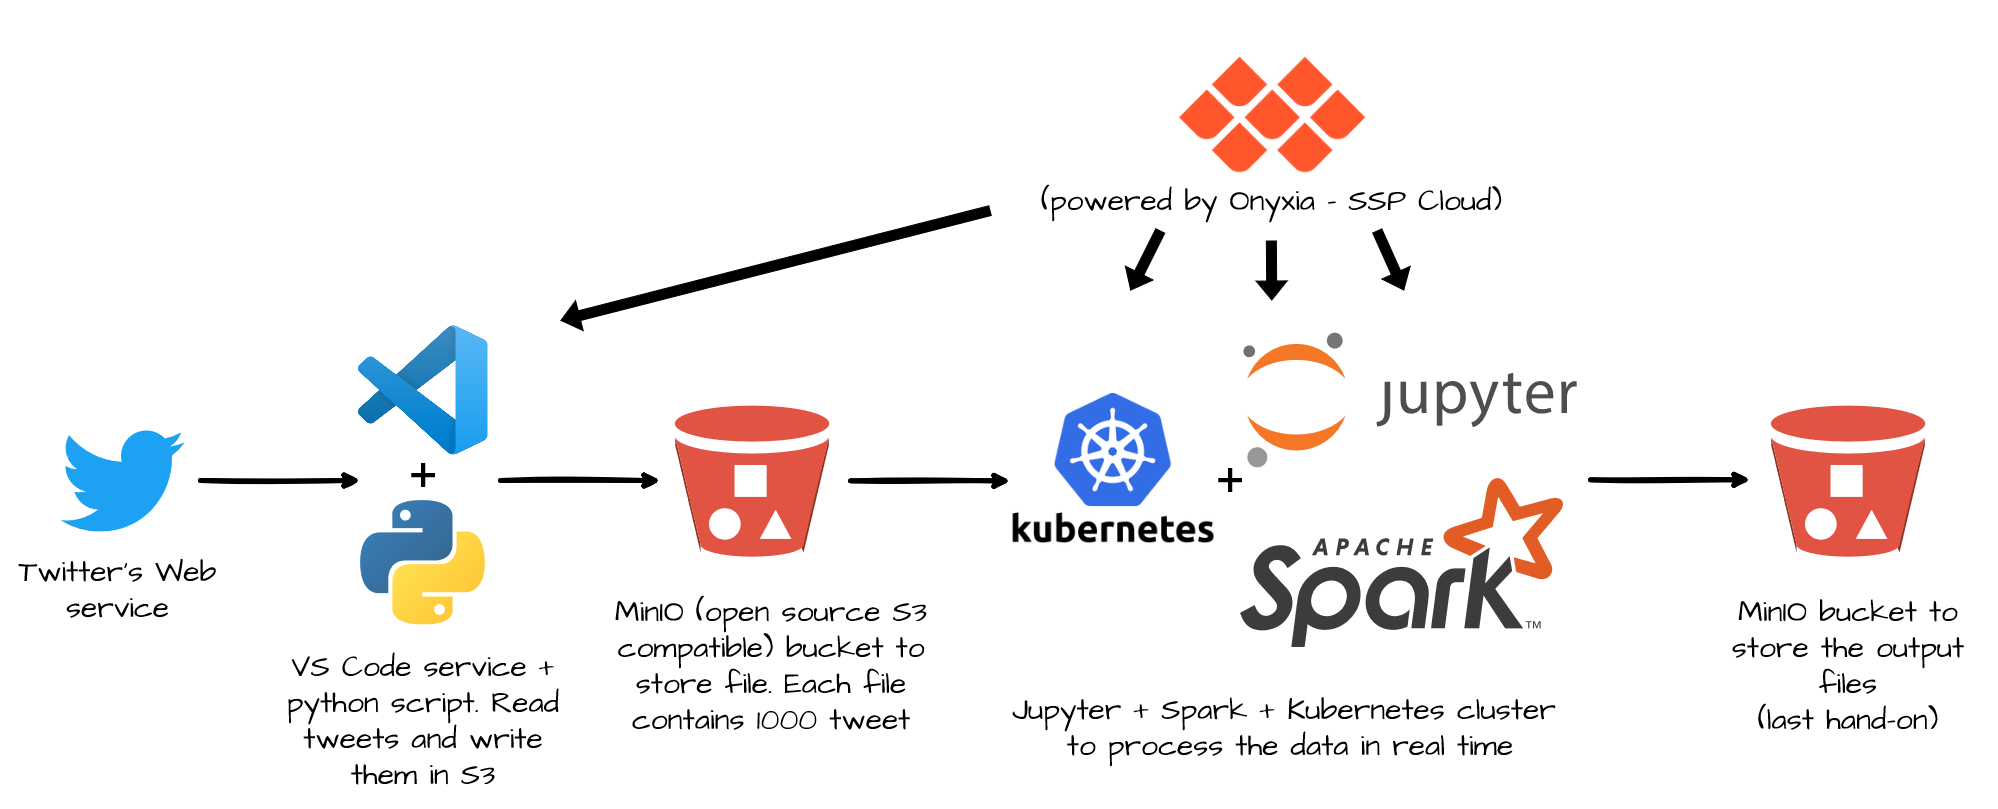 (powered by Onyxia - SSP Cloud)
Twitter's Web
service
+
VS Code service +
python script. Read
tweets and write
them in S3
MinIO (open source S3
compatible) bucket to
store file. Each file
contains 1000 tweet
kubernetes
+
jupyter
APACHE
Spark™
Jupyter + Spark + Kubernetes cluster
to process the data in real time
MinIO bucket to
store the output
files
(last hand-on)